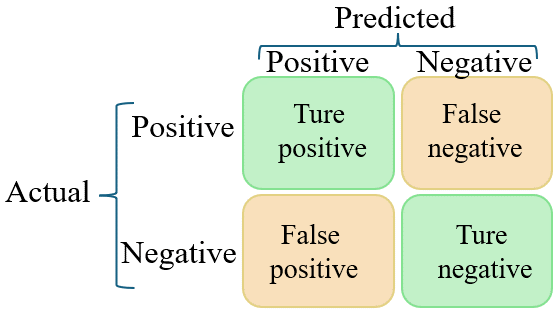 Predicted
Positive Negative
Positive
Ture
positive
False
negative
Actual
Negative
False
positive
Ture
negative